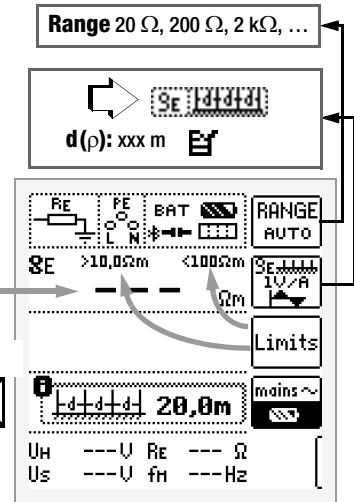 Range 20 Ω, 200 Ω, 2 kΩ, ...
ϱE d d d
d(ρ): xxx m
RE PE BAT RANGE
L N AUTO
ϱE >10,0Ωm <100Ωm ϱE
1V/A
--- Ωm
Limits
d d d 20,0m mains~
UH ---V RE --- Ω
US ---V fH ---Hz